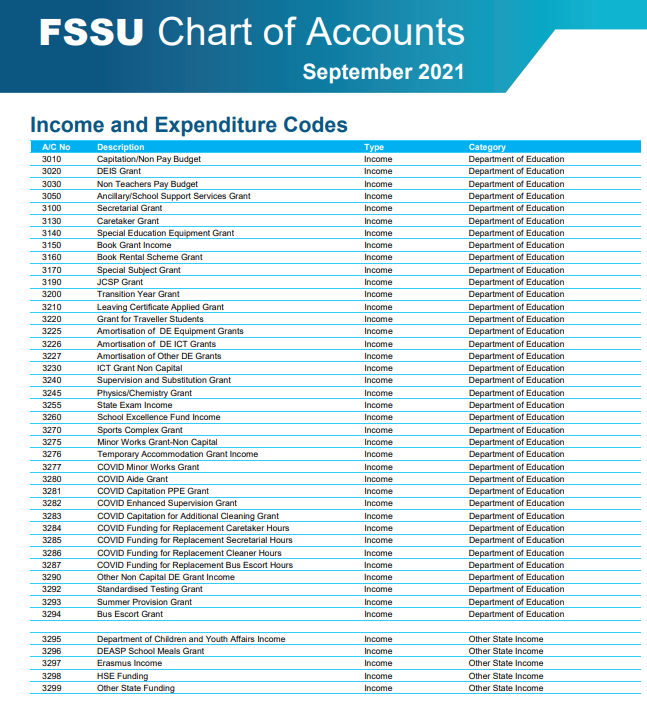 FSSU Chart of Accounts
September 2021
Income and Expenditure Codes
A/C No Description Type Category
3010 Capitation/Non Pay Budget Income Department of Education
3020 DEIS Grant Income Department of Education
3030 Non Teachers Pay Budget Income Department of Education
3050 Ancillary/School Support Services Grant Income Department of Education
3100 Secretarial Grant Income Department of Education
3130 Caretaker Grant Income Department of Education
3140 Special Education Equipment Grant Income Department of Education
3150 Book Grant Income Income Department of Education
3160 Book Rental Scheme Grant Income Department of Education
3170 Special Subject Grant Income Department of Education
3190 JCSP Grant Income Department of Education
3200 Transition Year Grant Income Department of Education
3210 Leaving Certificate Applied Grant Income Department of Education
3220 Grant for Traveller Students Income Department of Education
3225 Amortisation of DE Equipment Grants Income Department of Education
3226 Amortisation of DE ICT Grants Income Department of Education
3227 Amortisation of Other DE Grants Income Department of Education
3230 ICT Grant Non Capital Income Department of Education
3240 Supervision and Substitution Grant Income Department of Education
3245 Physics/Chemistry Grant Income Department of Education
3255 State Exam Income Income Department of Education
3260 School Excellence Fund Income Income Department of Education
3270 Sports Complex Grant Income Department of Education
3275 Minor Works Grant-Non Capital Income Department of Education
3276 Temporary Accommodation Grant Income Income Department of Education
3277 COVID Minor Works Grant Income Department of Education
3280 COVID Aide Grant Income Department of Education
3281 COVID Capitation PPE Grant Income Department of Education
3282 COVID Enhanced Supervision Grant Income Department of Education
3283 COVID Capitation for Additional Cleaning Grant Income Department of Education
3284 COVID Funding for Replacement Caretaker Hours Income Department of Education
3285 COVID Funding for Replacement Secretarial Hours Income Department of Education
3286 COVID Funding for Replacement Cleaner Hours Income Department of Education
3287 COVID Funding for Replacement Bus Escort Hours Income Department of Education
3290 Other Non Capital DE Grant Income Income Department of Education
3292 Standardised Testing Grant Income Department of Education
3293 Summer Provision Grant Income Department of Education
3294 Bus Escort Grant Income Department of Education
3295 Department of Children and Youth Affairs Income Income Other State Income
3296 DEASP School Meals Grant Income Other State Income
3297 Erasmus Income Income Other State Income
3298 HSE Funding Income Other State Income
3299 Other State Funding Income Other State Income